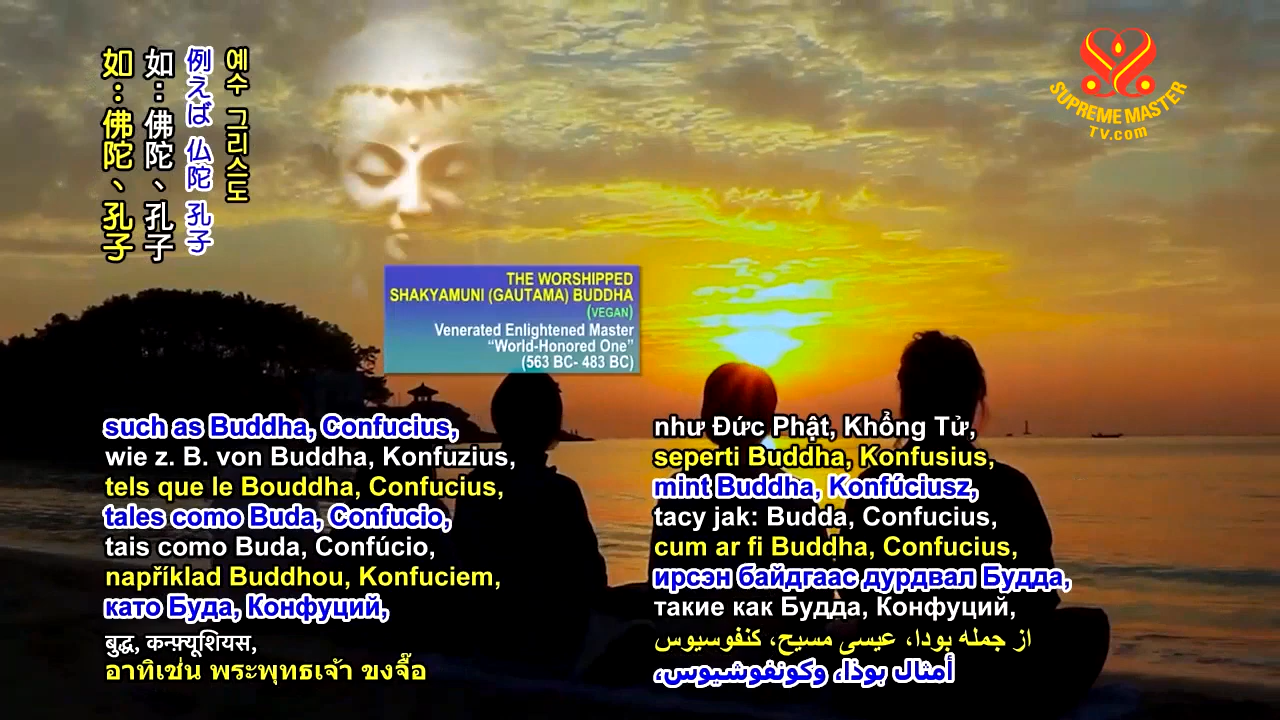 如：佛陀、孔子
如：佛陀、孔子
例えば 仏陀 孔子
예수 그리스도
SUPREME MASTER
TV.com
THE WORSHIPPED
SHAKYAMUNI (GAUTAMA) BUDDHA
(VEGAN)
Venerated Enlightened Master
“World-Honored One”
(563 BC- 483 BC)
such as Buddha, Confucius,
wie z. B. von Buddha, Konfuzius,
tels que le Bouddha, Confucius,
tales como Buda, Confucio,
tais como Buda, Confúcio,
například Buddhou, Konfuciem,
като Буда, Конфуций,
बुद्ध, कन्फ़्यूशियस,
อาทิเช่น พระพุทธเจ้า ขงจื๊อ
như Đức Phật, Khổng Tử,
seperti Buddha, Konfusius,
mint Buddha, Konfúciusz,
tacy jak: Budda, Confucius,
cum ar fi Buddha, Confucius,
ирсэн байдгаас дурдвал Будда,
такие как Будда, Конфуций,
از جمله بودا، عیسی مسیح، کنفوسیوس
أمثال بوذا، وكونفوشيوس،